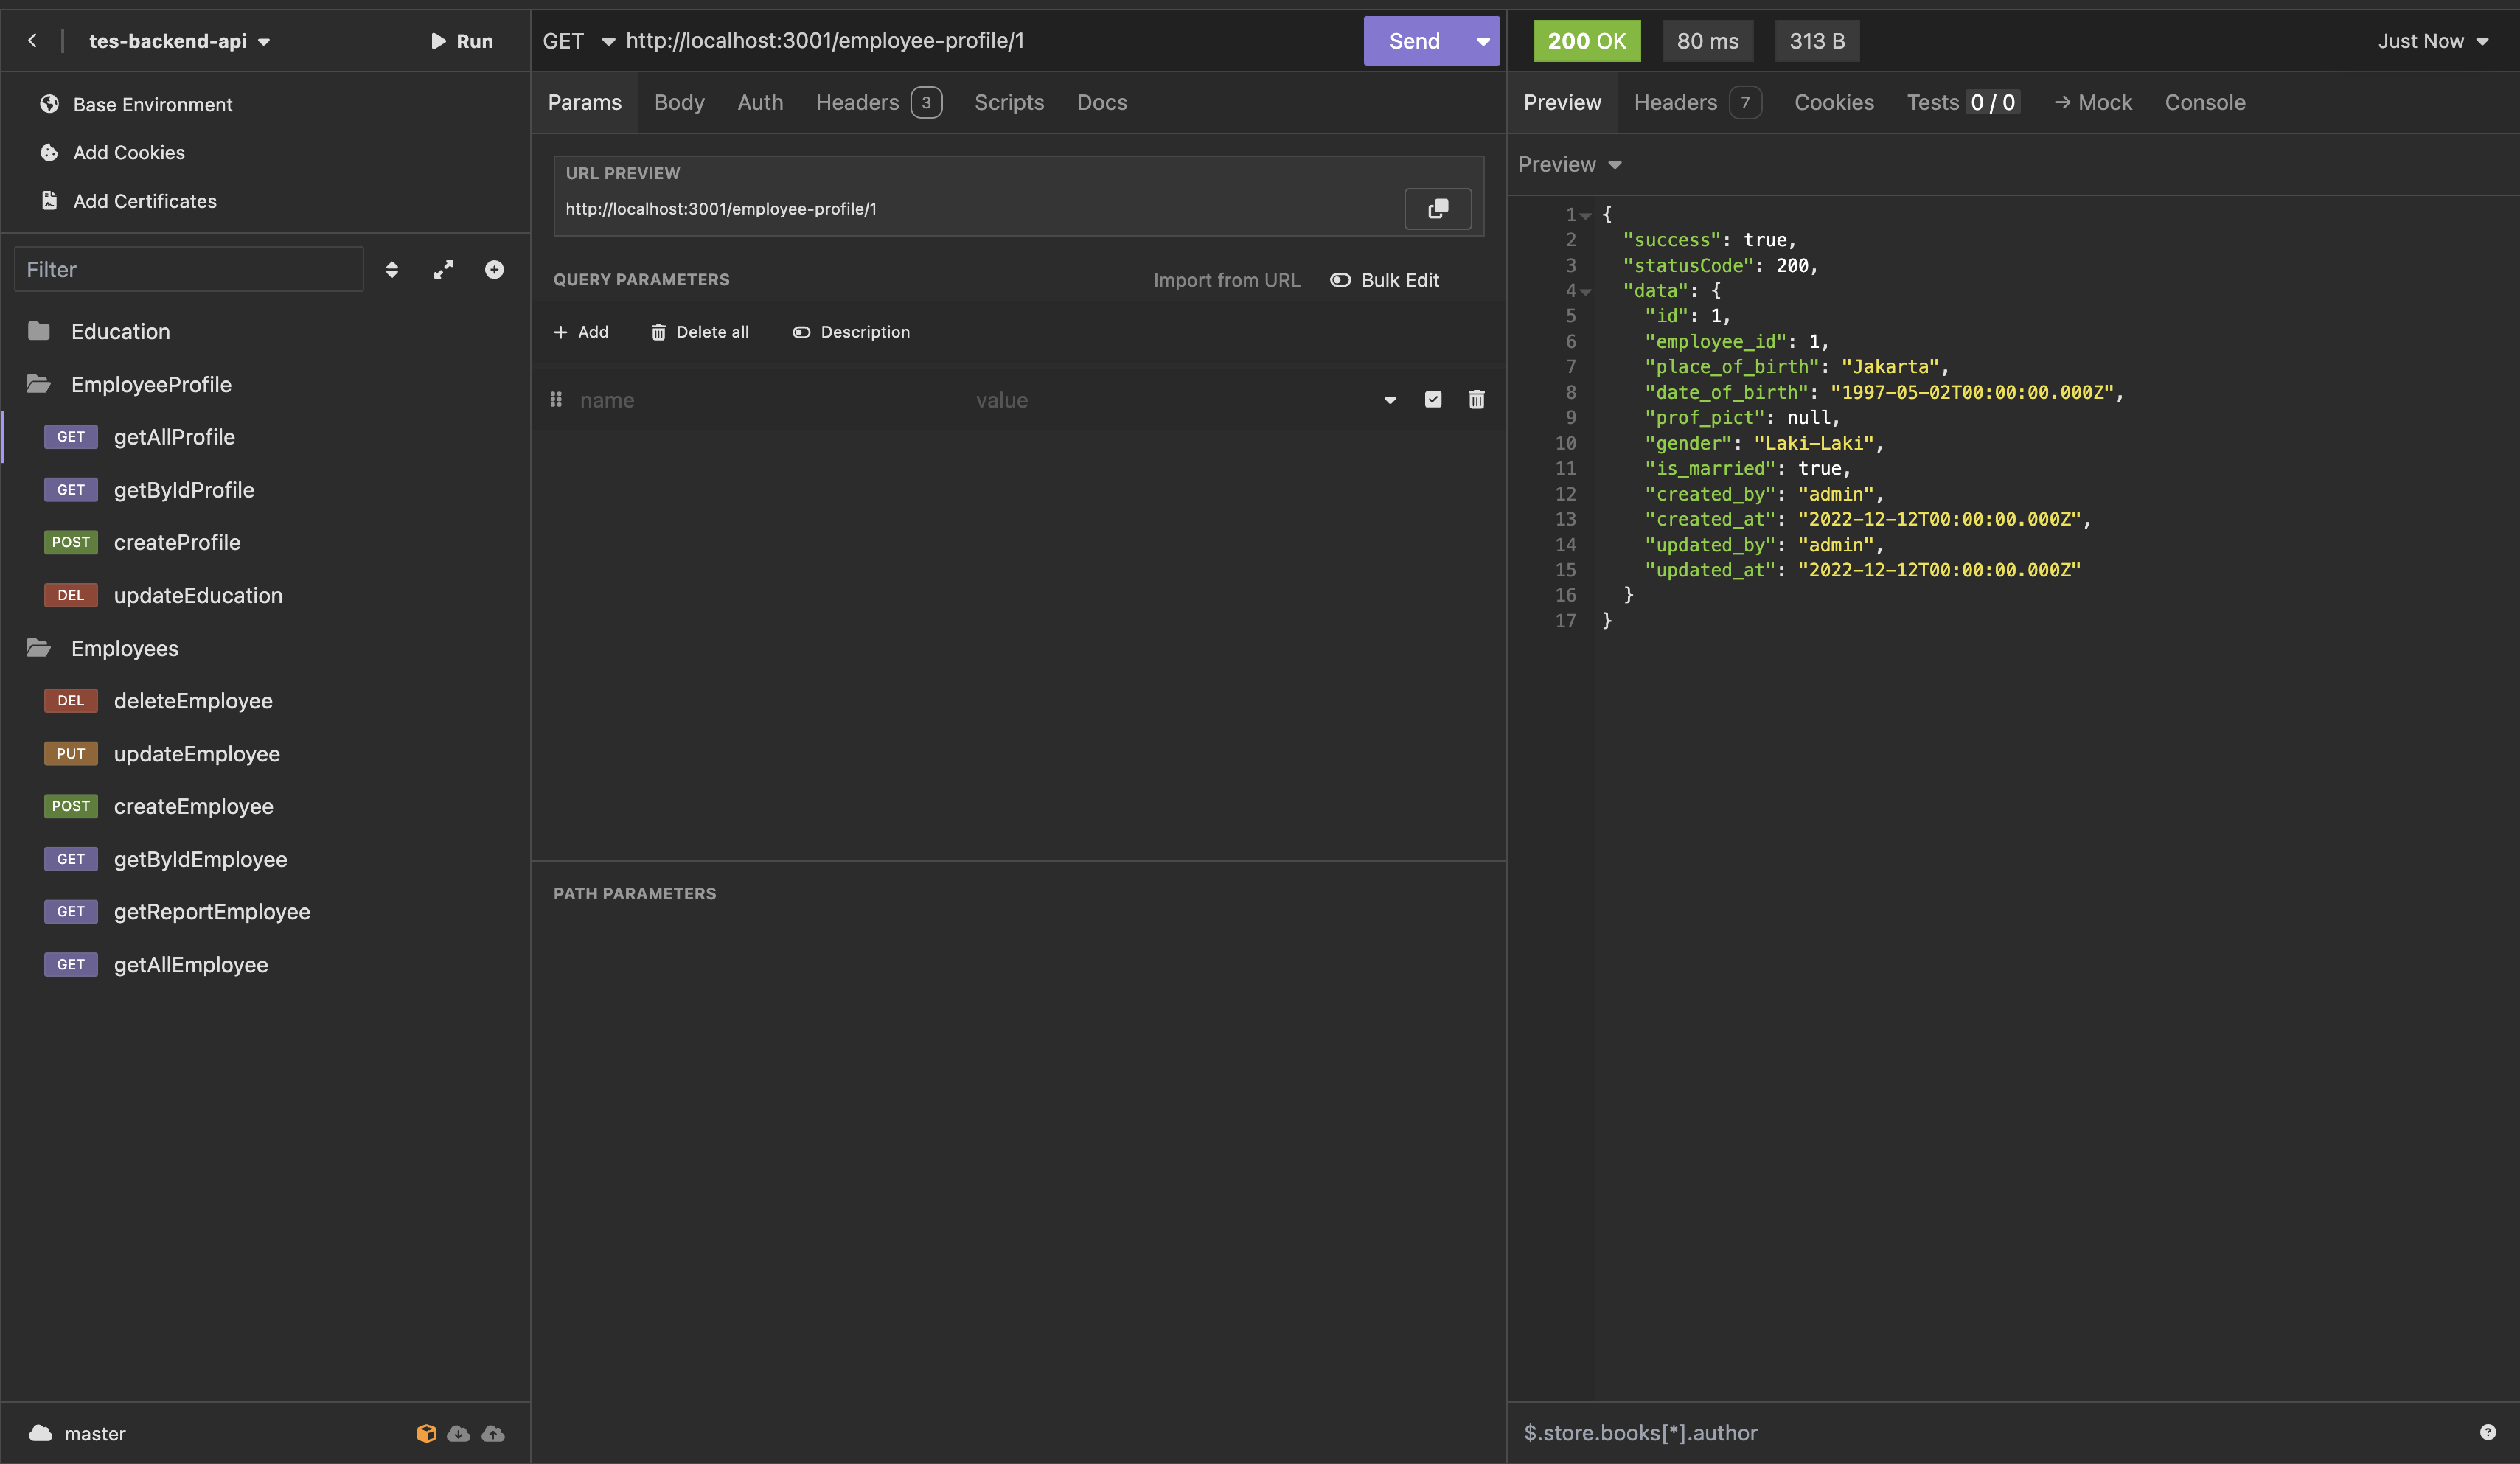 tes-backend-api
Run
Base Environment
Add Cookies
Add Certificates
Filter
Education
EmployeeProfile
GET getAllProfile
GET getByIdProfile
POST createProfile
DEL updateEducation
Employees
DEL deleteEmployee
PUT updateEmployee
POST createEmployee
GET getByIdEmployee
GET getReportEmployee
GET getAllEmployee
master
GET http://localhost:3001/employee-profile/1
Send
Params Body Auth Headers 3 Scripts Docs
URL PREVIEW
http://localhost:3001/employee-profile/1
QUERY PARAMETERS Import from URL Bulk Edit
+ Add Delete all Description
name value
PATH PARAMETERS
200 OK 80 ms 313 B Just Now
Preview Headers 7 Cookies Tests 0 / 0 → Mock Console
Preview
1 {
2 "success": true,
3 "statusCode": 200,
4 "data": {
5 "id": 1,
6 "employee_id": 1,
7 "place_of_birth": "Jakarta",
8 "date_of_birth": "1997-05-02T00:00:00.000Z",
9 "prof_pict": null,
10 "gender": "Laki-Laki",
11 "is_married": true,
12 "created_by": "admin",
13 "created_at": "2022-12-12T00:00:00.000Z",
14 "updated_by": "admin",
15 "updated_at": "2022-12-12T00:00:00.000Z"
16 }
17 }
$.store.books[*].author